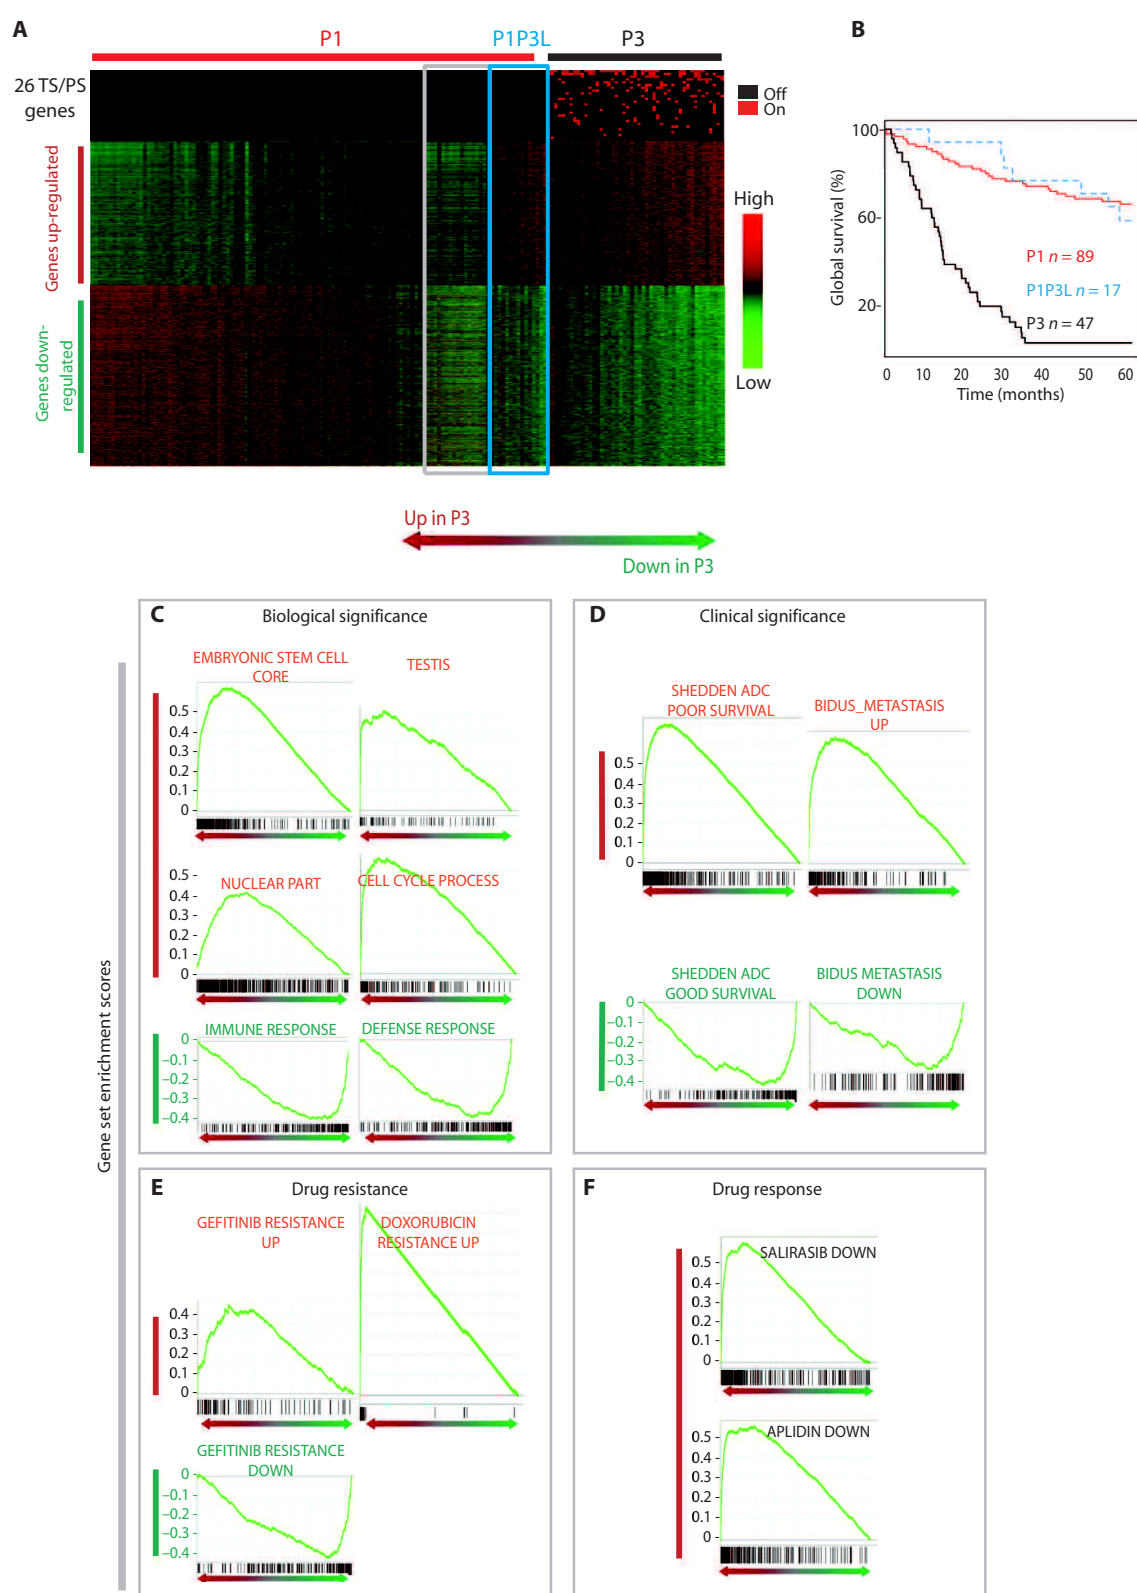 A
P1
P1P3L
P3
26 TS/PS
genes
Off
On
Genes up-regulated
Genes down-
regulated
High
Low
B
Global survival (%)
100
60
20
P1 n = 89
P1P3L n = 17
P3 n = 47
0 10 20 30 40 50 60
Time (months)
Up in P3
Down in P3
Gene set enrichment scores
C
Biological significance
EMBRYONIC STEM CELL
CORE
TESTIS
0.5
0.4
0.3
0.2
0.1
0
NUCLEAR PART
CELL CYCLE PROCESS
0.5
0.4
0.3
0.2
0.1
0
IMMUNE RESPONSE
DEFENSE RESPONSE
0
–0.1
–0.2
–0.3
–0.4
D
Clinical significance
SHEDDEN ADC
POOR SURVIVAL
BIDUS_METASTASIS
UP
0.5
0.4
0.3
0.2
0.1
0
SHEDDEN ADC
GOOD SURVIVAL
BIDUS METASTASIS
DOWN
0
–0.1
–0.2
–0.3
–0.4
E
Drug resistance
GEFITINIB RESISTANCE
UP
DOXORUBICIN
RESISTANCE UP
0.4
0.3
0.2
0.1
0
GEFITINIB RESISTANCE
DOWN
0
–0.1
–0.2
–0.3
–0.4
F
Drug response
SALIRASIB DOWN
0.5
0.4
0.3
0.2
0.1
0
APLIDIN DOWN
0.5
0.4
0.3
0.2
0.1
0